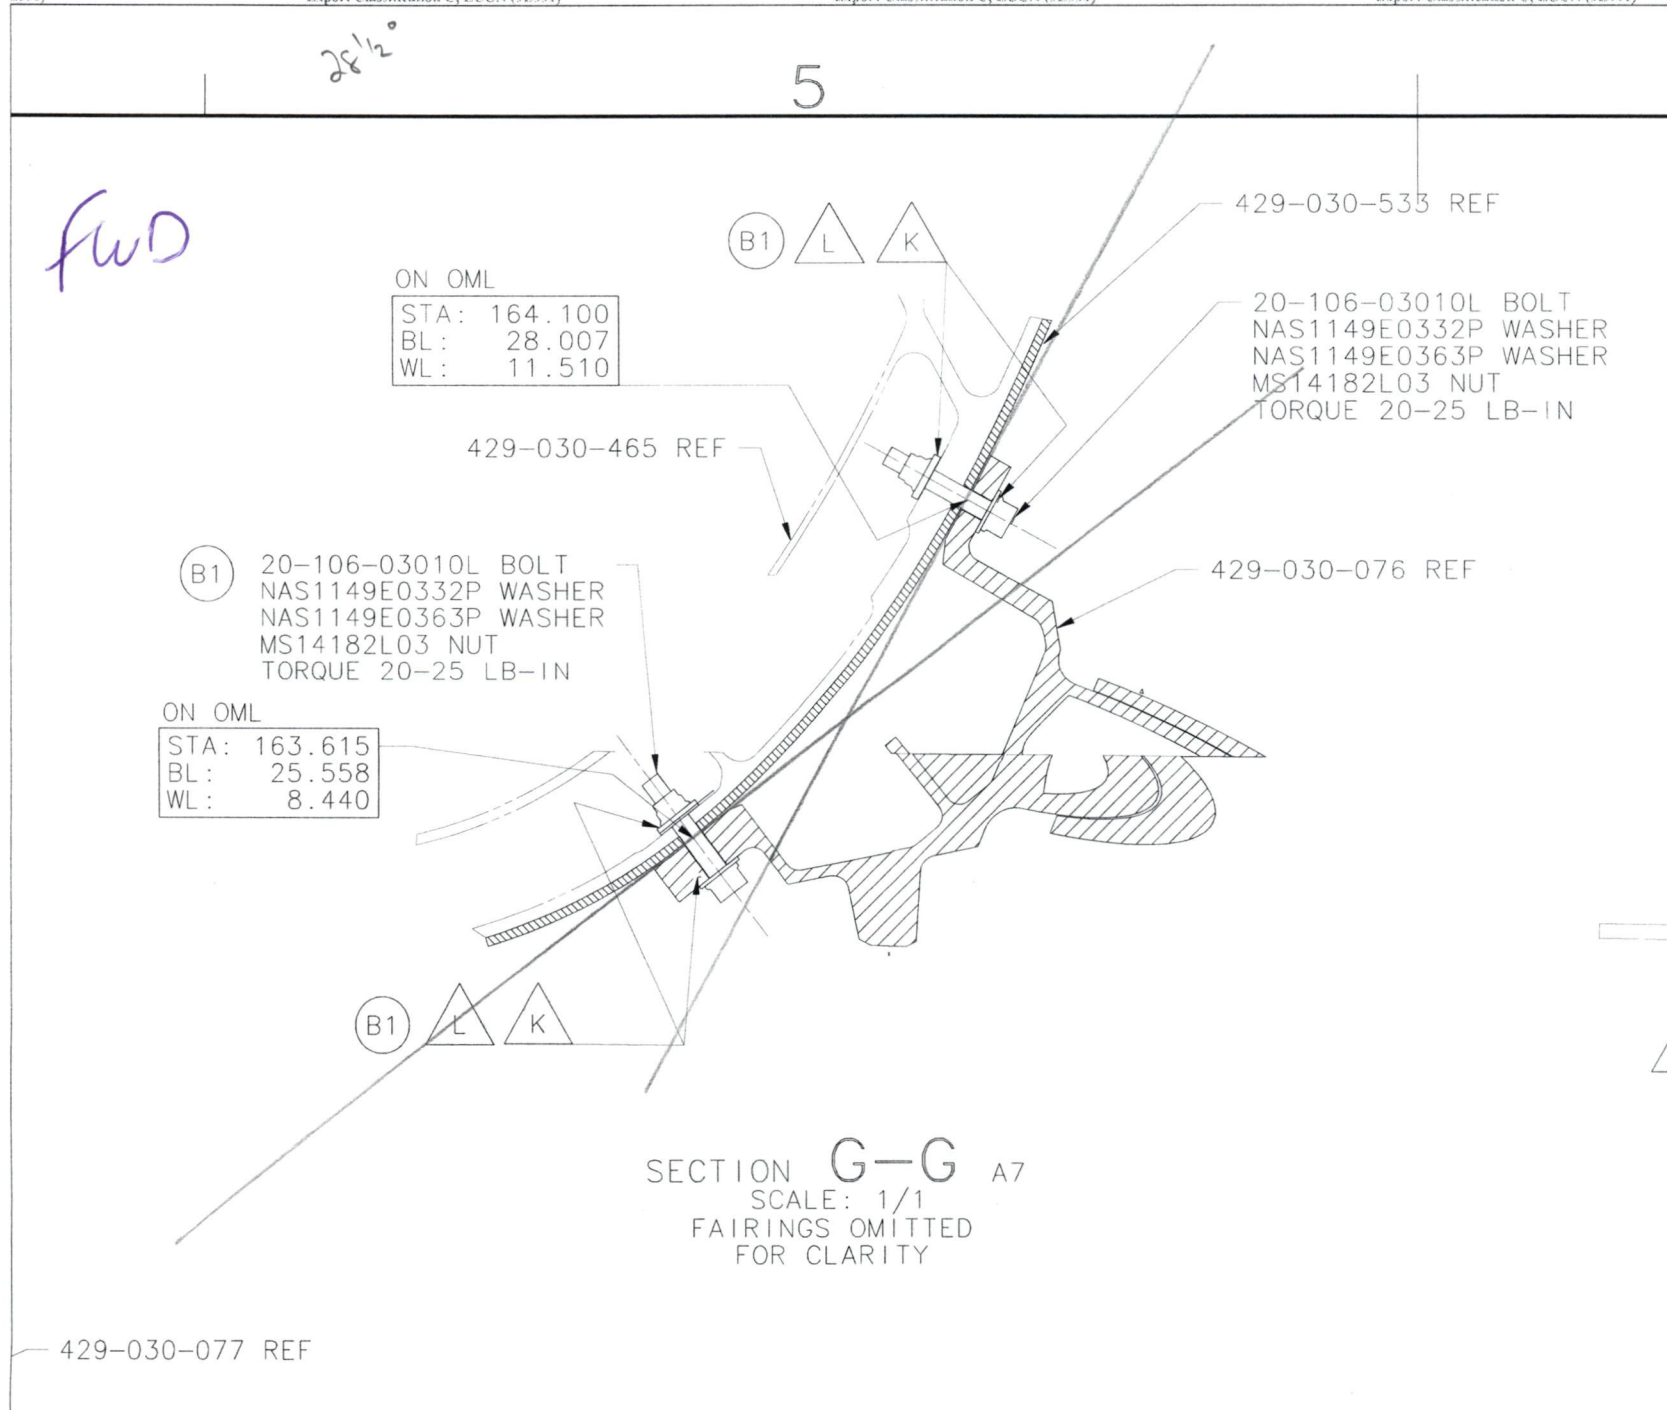 28 1/2°
5
FWD
B1 L K
429-030-533 REF
ON OML
STA: 164.100
BL: 28.007
WL: 11.510
20-106-03010L BOLT
NAS1149E0332P WASHER
NAS1149E0363P WASHER
MS14182L03 NUT
TORQUE 20-25 LB-IN
429-030-465 REF
B1
20-106-03010L BOLT
NAS1149E0332P WASHER
NAS1149E0363P WASHER
MS14182L03 NUT
TORQUE 20-25 LB-IN
429-030-076 REF
ON OML
STA: 163.615
BL: 25.558
WL: 8.440
B1 L K
SECTION G-G A7
SCALE: 1/1
FAIRINGS OMITTED
FOR CLARITY
429-030-077 REF